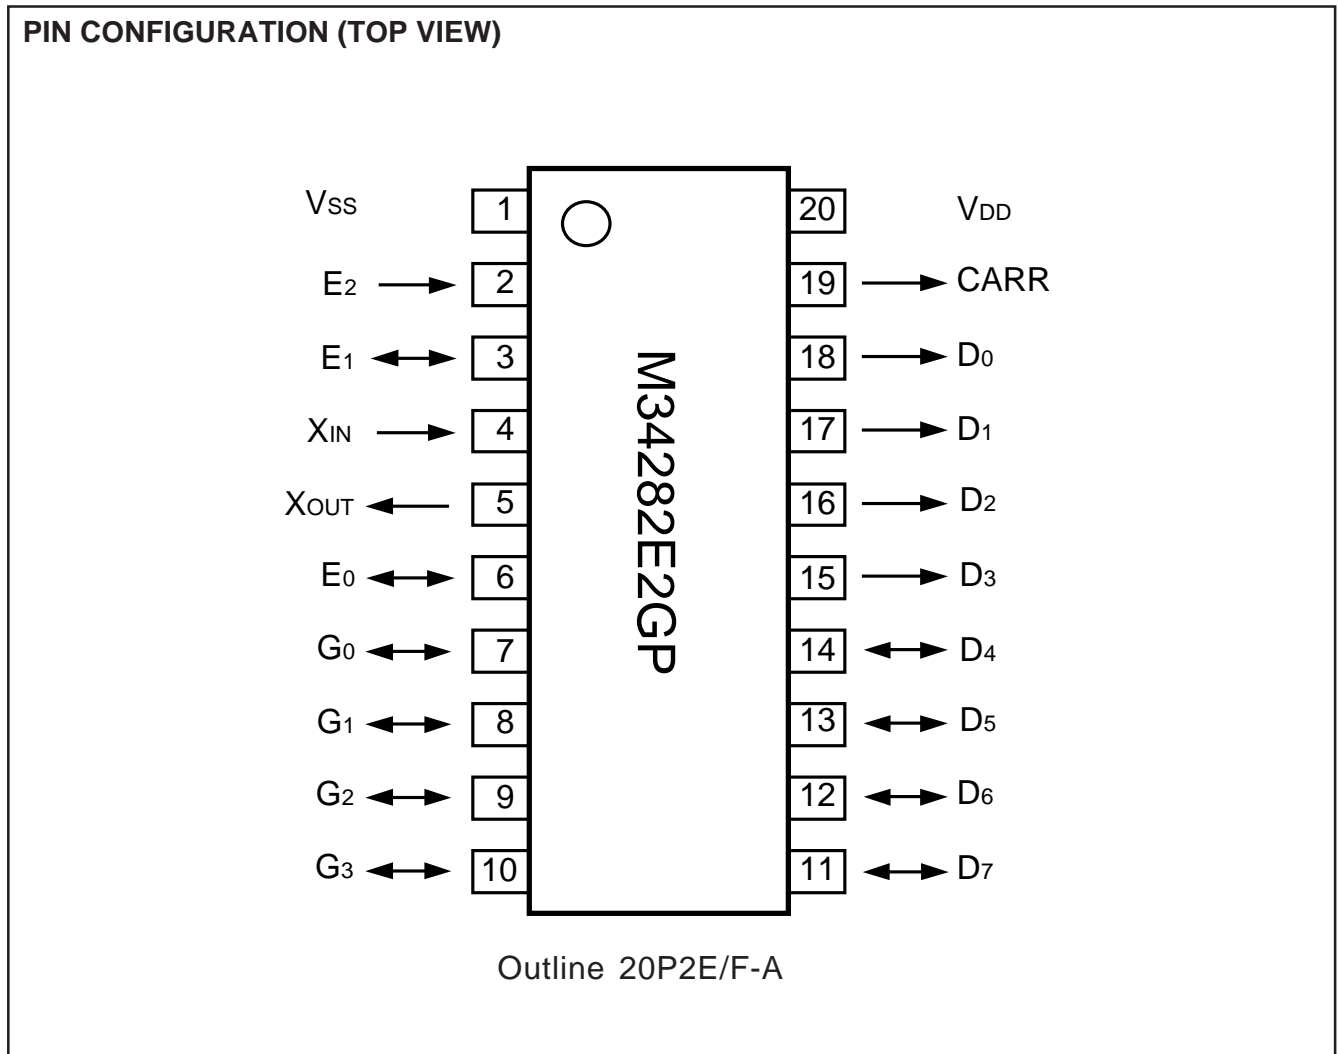 PIN CONFIGURATION (TOP VIEW)
VSS 1 20 VDD
E2 2 19 CARR
E1 3 18 D0
XIN 4 17 D1
XOUT 5 16 D2
E0 6 15 D3
G0 7 14 D4
G1 8 13 D5
G2 9 12 D6
G3 10 11 D7
M34282E2GP
Outline 20P2E/F-A